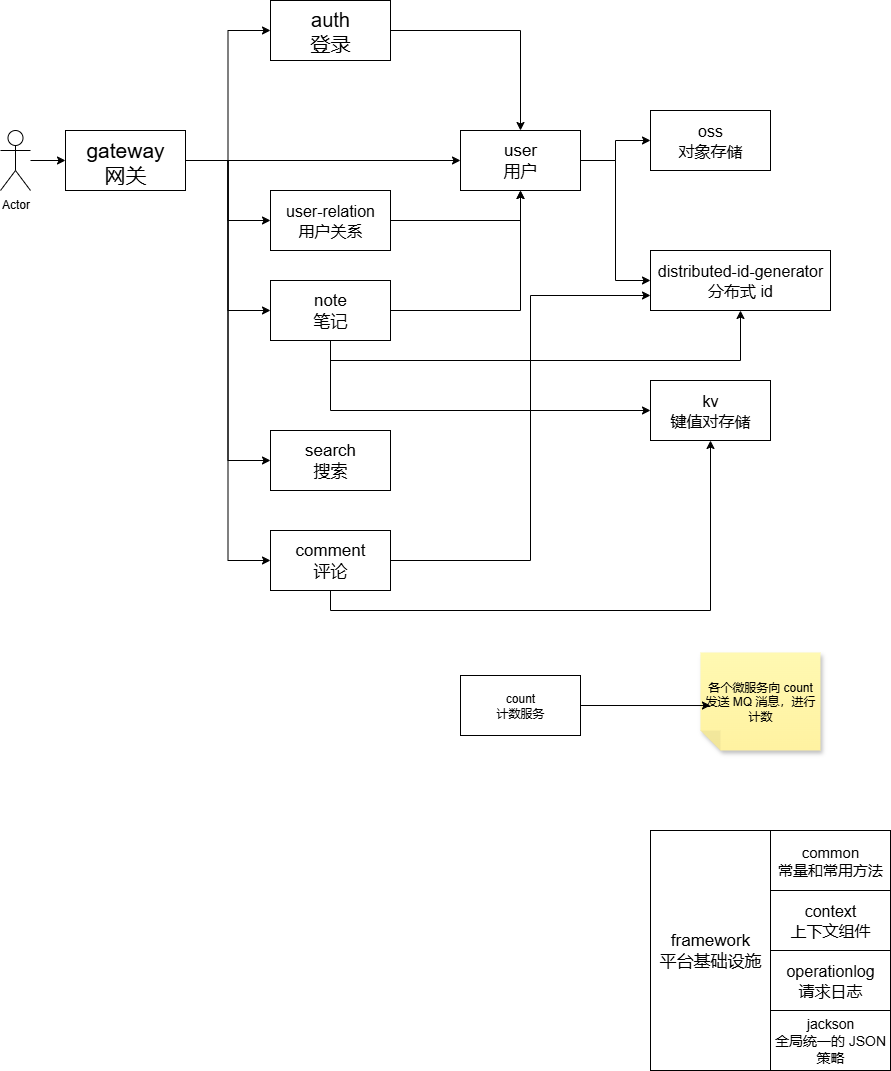 auth
登录
oss
对象存储
gateway
网关
user
用户
Actor
user-relation
用户关系
distributed-id-generator
分布式 id
note
笔记
kv
键值对存储
search
搜索
comment
评论
count
计数服务
各个微服务向 count
发送 MQ 消息，进行
计数
framework
平台基础设施
common
常量和常用方法
context
上下文组件
operationlog
请求日志
jackson
全局统一的 JSON
策略